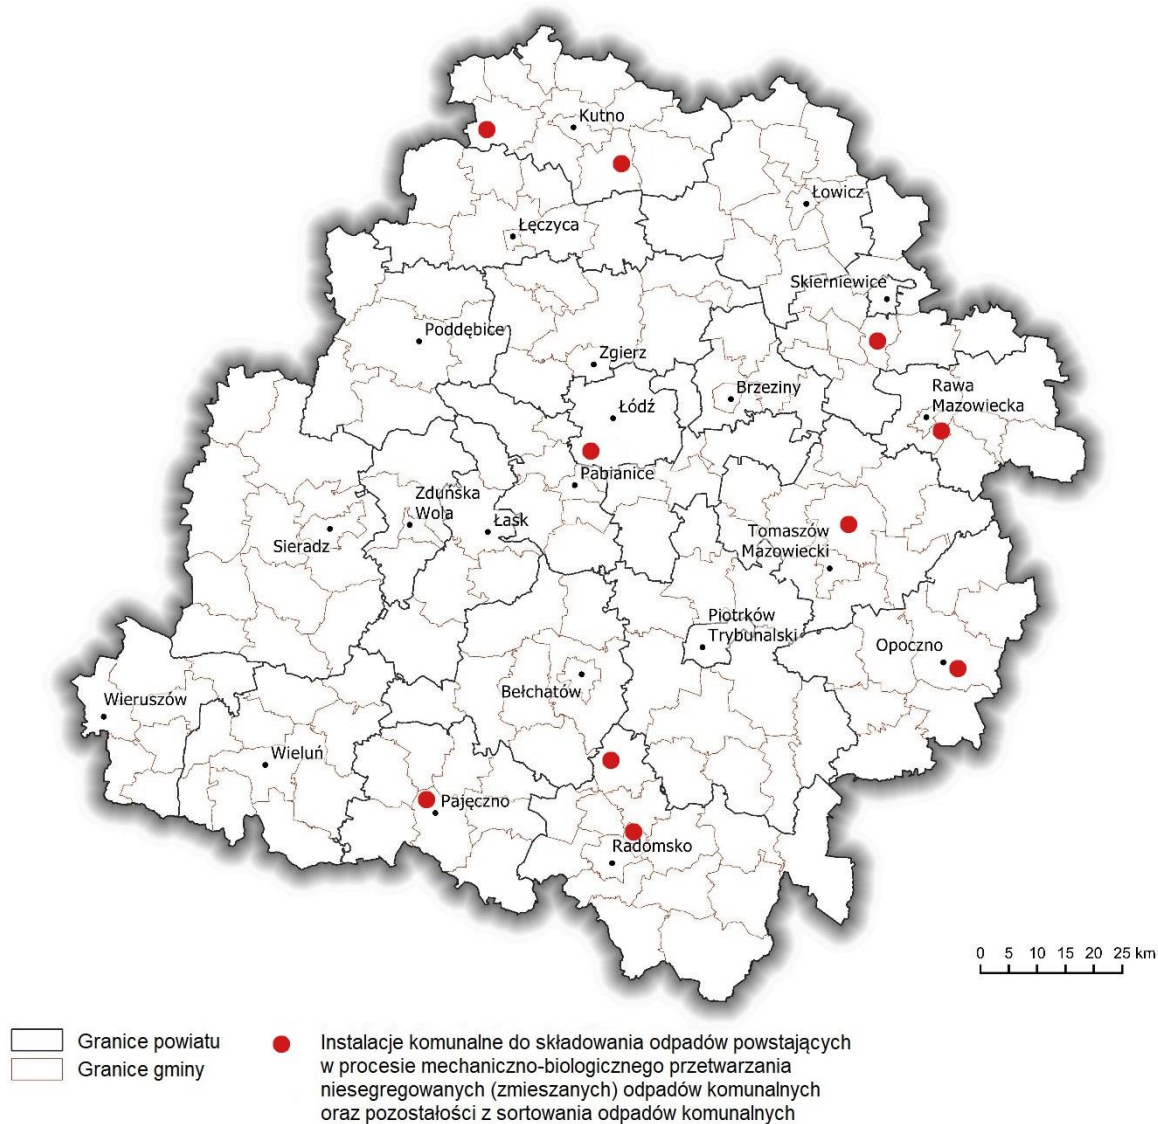 Kutno
Łowicz
Łęczyca
Skierniewice
Poddębice
Zgierz
Brzeziny
Rawa
Mazowiecka
Łódź
Pabianice
Zduńska
Wola
Łask
Sieradz
Tomaszów
Mazowiecki
Piotrków
Trybunalski
Opoczno
Bełchatów
Wieruszów
Wieluń
Pajęczno
Radomsko
0 5 10 15 20 25 km
Granice powiatu
Granice gminy
Instalacje komunalne do składowania odpadów powstających
w procesie mechaniczno-biologicznego przetwarzania
niesegregowanych (zmieszanych) odpadów komunalnych
oraz pozostałości z sortowania odpadów komunalnych